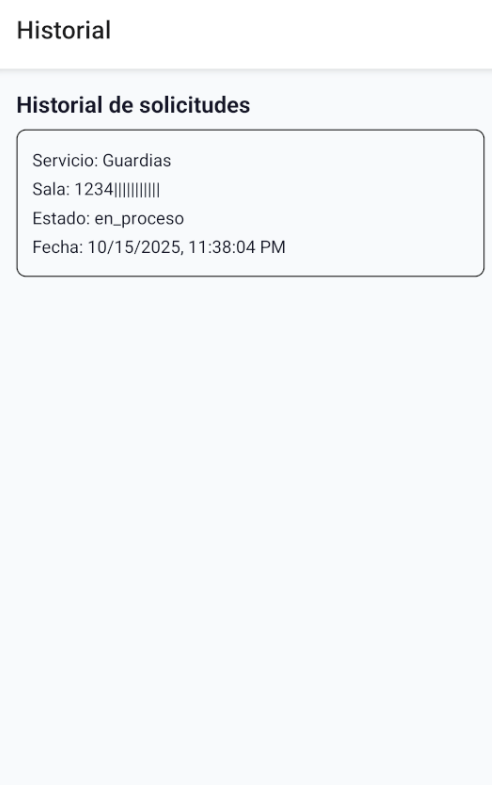 Historial
Historial de solicitudes
Servicio: Guardias
Sala: 1234|||||||||||
Estado: en_proceso
Fecha: 10/15/2025, 11:38:04 PM